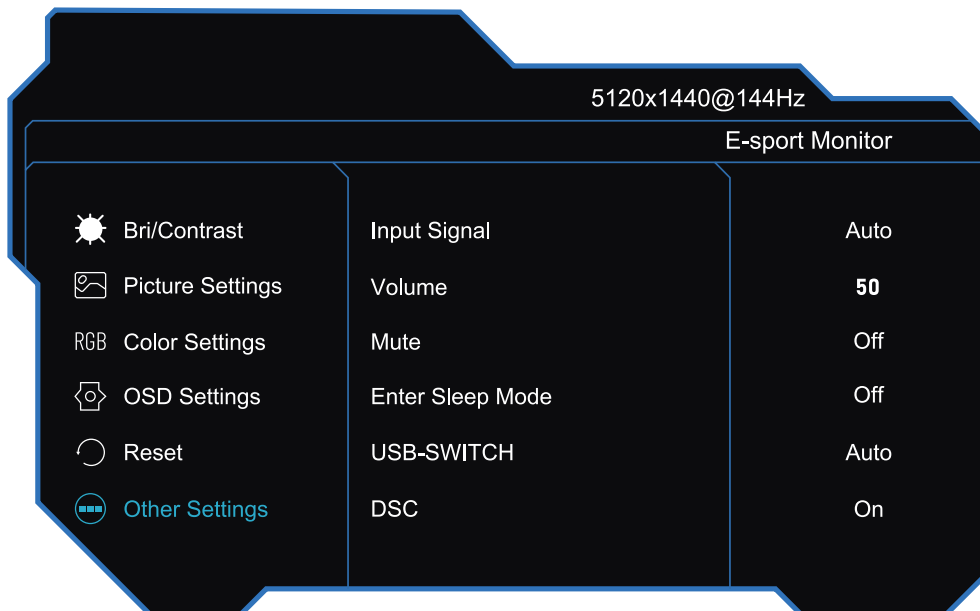 5120x1440@144Hz
E-sport Monitor
Bri/Contrast Input Signal Auto
Picture Settings Volume 50
RGB Color Settings Mute Off
OSD Settings Enter Sleep Mode Off
Reset USB-SWITCH Auto
Other Settings DSC On